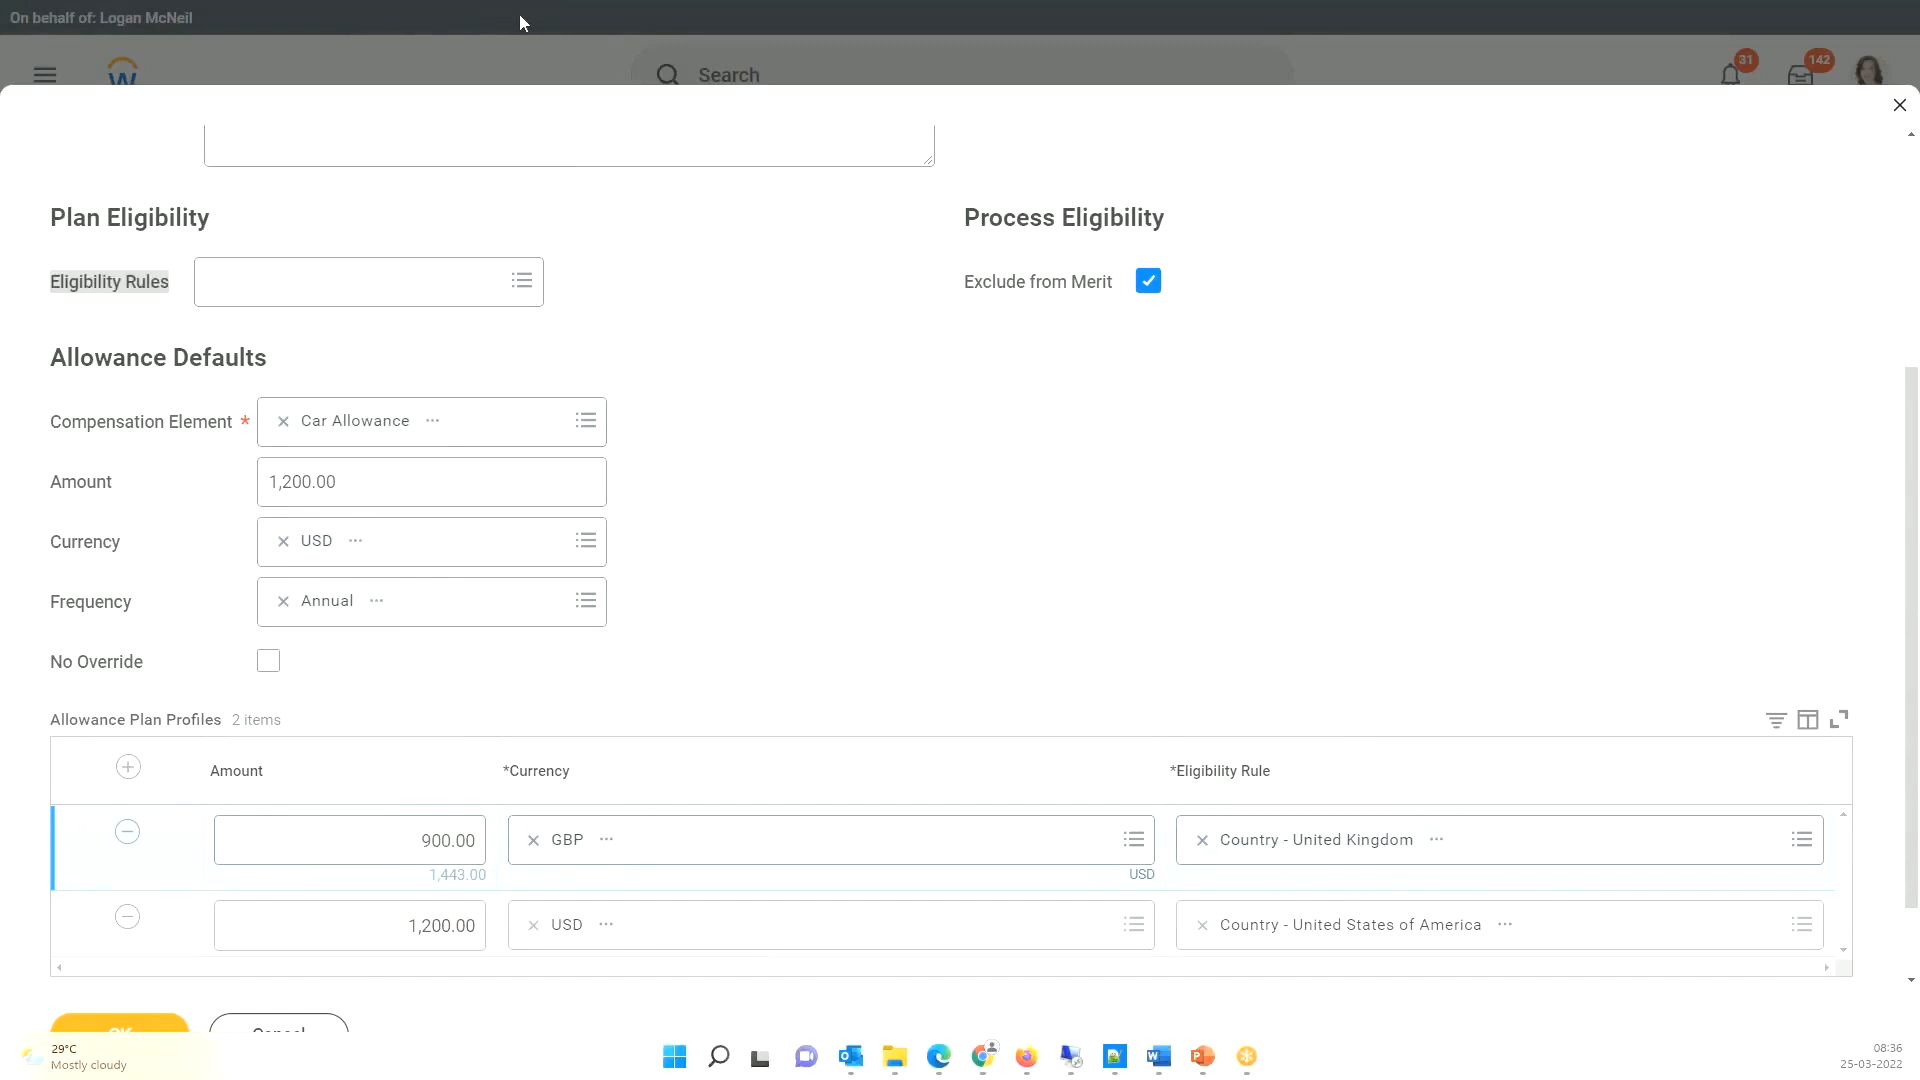 On behalf of: Logan McNeil
W
Search
31
142
Plan Eligibility
Process Eligibility
Eligibility Rules
Exclude from Merit
Allowance Defaults
Compensation Element *
Car Allowance
Amount
1,200.00
Currency
USD
Frequency
Annual
No Override
Allowance Plan Profiles 2 items
Amount
*Currency
*Eligibility Rule
900.00
GBP
Country - United Kingdom
1,443.00
USD
1,200.00
USD
Country - United States of America
OK
Cancel
29°C
Mostly cloudy
08:36
25-03-2022